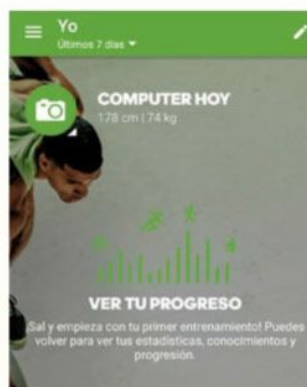 Yo
Últimos 7 días
COMPUTER HOY
178 cm | 74 kg
VER TU PROGRESO
Sal y empieza con tu primer entrenamiento! Puedes
volver para ver tus estadísticas, conocimientos y
progresión.